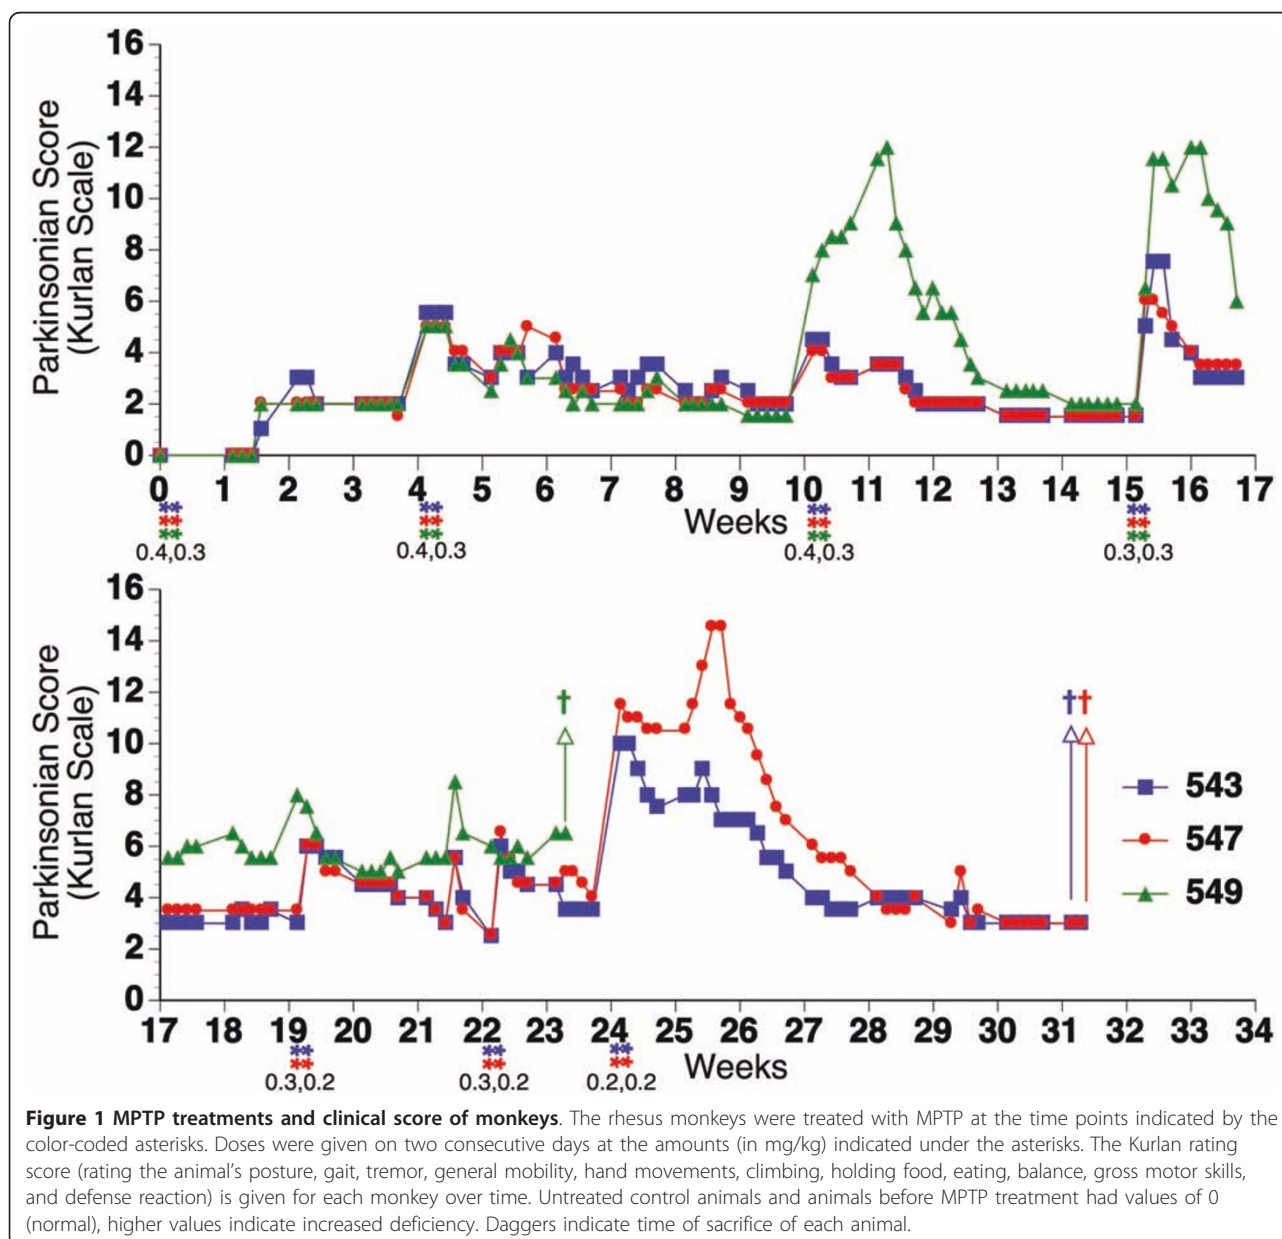 16
14
12
10
8
6
4
2
0
Parkinsonian Score
(Kurlan Scale)
0 1 2 3 4 5 6 7 8 9 10 11 12 13 14 15 16 17
Weeks
** ** ** **
** ** ** **
** ** ** **
0.4,0.3 0.4,0.3 0.4,0.3 0.3,0.3
16
14
12
10
8
6
4
2
0
Parkinsonian Score
(Kurlan Scale)
† † †
543
547
549
17 18 19 20 21 22 23 24 25 26 27 28 29 30 31 32 33 34
Weeks
** ** **
** ** **
0.3,0.2 0.3,0.2 0.2,0.2
Figure 1 MPTP treatments and clinical score of monkeys. The rhesus monkeys were treated with MPTP at the time points indicated by the
color-coded asterisks. Doses were given on two consecutive days at the amounts (in mg/kg) indicated under the asterisks. The Kurlan rating
score (rating the animal's posture, gait, tremor, general mobility, hand movements, climbing, holding food, eating, balance, gross motor skills,
and defense reaction) is given for each monkey over time. Untreated control animals and animals before MPTP treatment had values of 0
(normal), higher values indicate increased deficiency. Daggers indicate time of sacrifice of each animal.